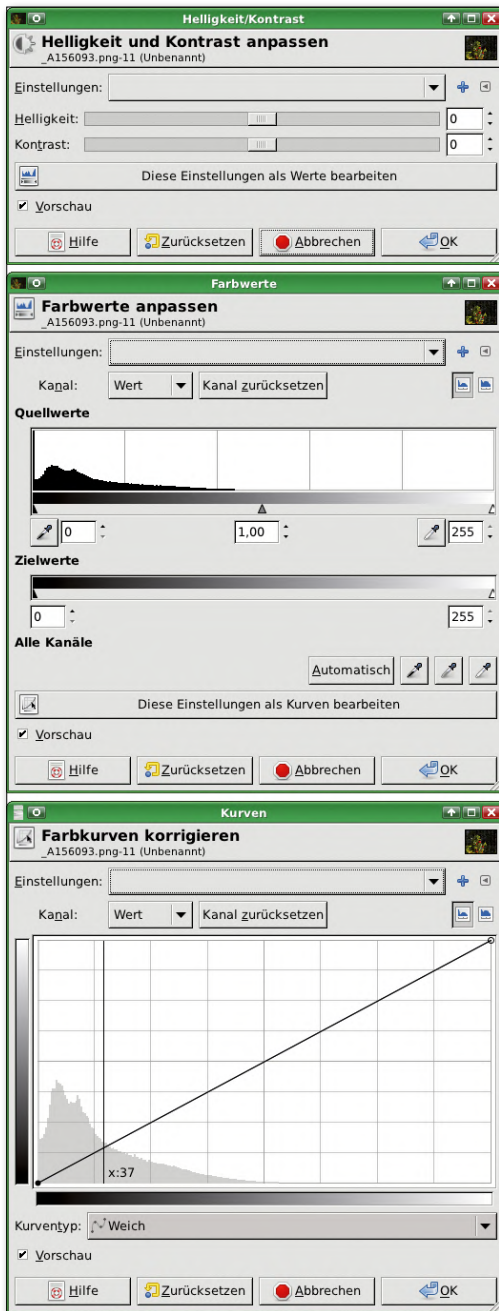 Helligkeit/Kontrast
Helligkeit und Kontrast anpassen
_A156093.png-11 (Unbenannt)
Einstellungen:
Helligkeit: 0
Kontrast: 0
Diese Einstellungen als Werte bearbeiten
Vorschau
Hilfe Zurücksetzen Abbrechen OK
Farbwerte
Farbwerte anpassen
_A156093.png-11 (Unbenannt)
Einstellungen:
Kanal: Wert Kanal zurücksetzen
Quellwerte
0 1,00 255
Zielwerte
0 255
Alle Kanäle
Automatisch
Diese Einstellungen als Kurven bearbeiten
Vorschau
Hilfe Zurücksetzen Abbrechen OK
Kurven
Farbkurven korrigieren
_A156093.png-11 (Unbenannt)
Einstellungen:
Kanal: Wert Kanal zurücksetzen
x:37
Kurventyp: Weich
Vorschau
Hilfe Zurücksetzen Abbrechen OK